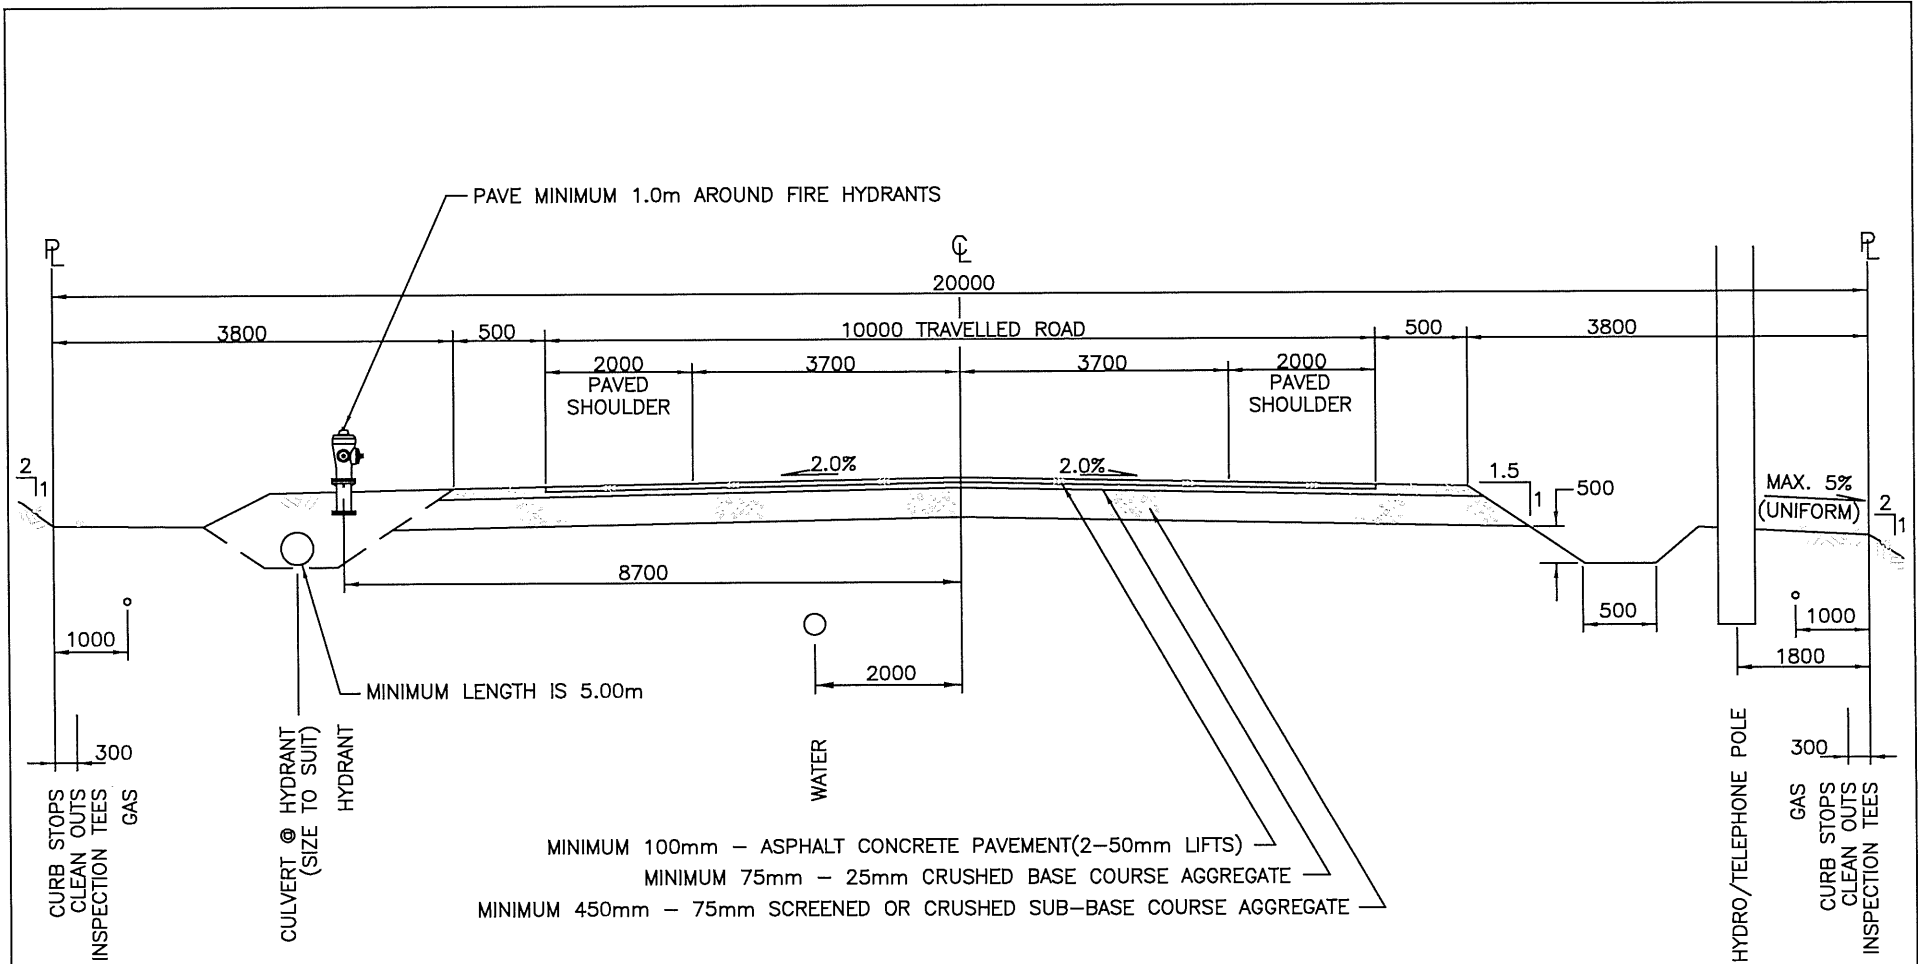 PAVE MINIMUM 1.0m AROUND FIRE HYDRANTS
PL
CL
PL
20000
3800
500
10000 TRAVELLED ROAD
500
3800
2000
PAVED
SHOULDER
3700
3700
2000
PAVED
SHOULDER
2
1
2.0%
2.0%
1.5
1
500
MAX. 5%
(UNIFORM)
2
1
8700
1000
500
1000
2000
1800
MINIMUM LENGTH IS 5.00m
300
300
CURB STOPS
CLEAN OUTS
INSPECTION TEES
GAS
CULVERT @ HYDRANT
(SIZE TO SUIT)
HYDRANT
WATER
HYDRO/TELEPHONE POLE
GAS
CURB STOPS
CLEAN OUTS
INSPECTION TEES
MINIMUM 100mm – ASPHALT CONCRETE PAVEMENT(2–50mm LIFTS)
MINIMUM 75mm – 25mm CRUSHED BASE COURSE AGGREGATE
MINIMUM 450mm – 75mm SCREENED OR CRUSHED SUB–BASE COURSE AGGREGATE